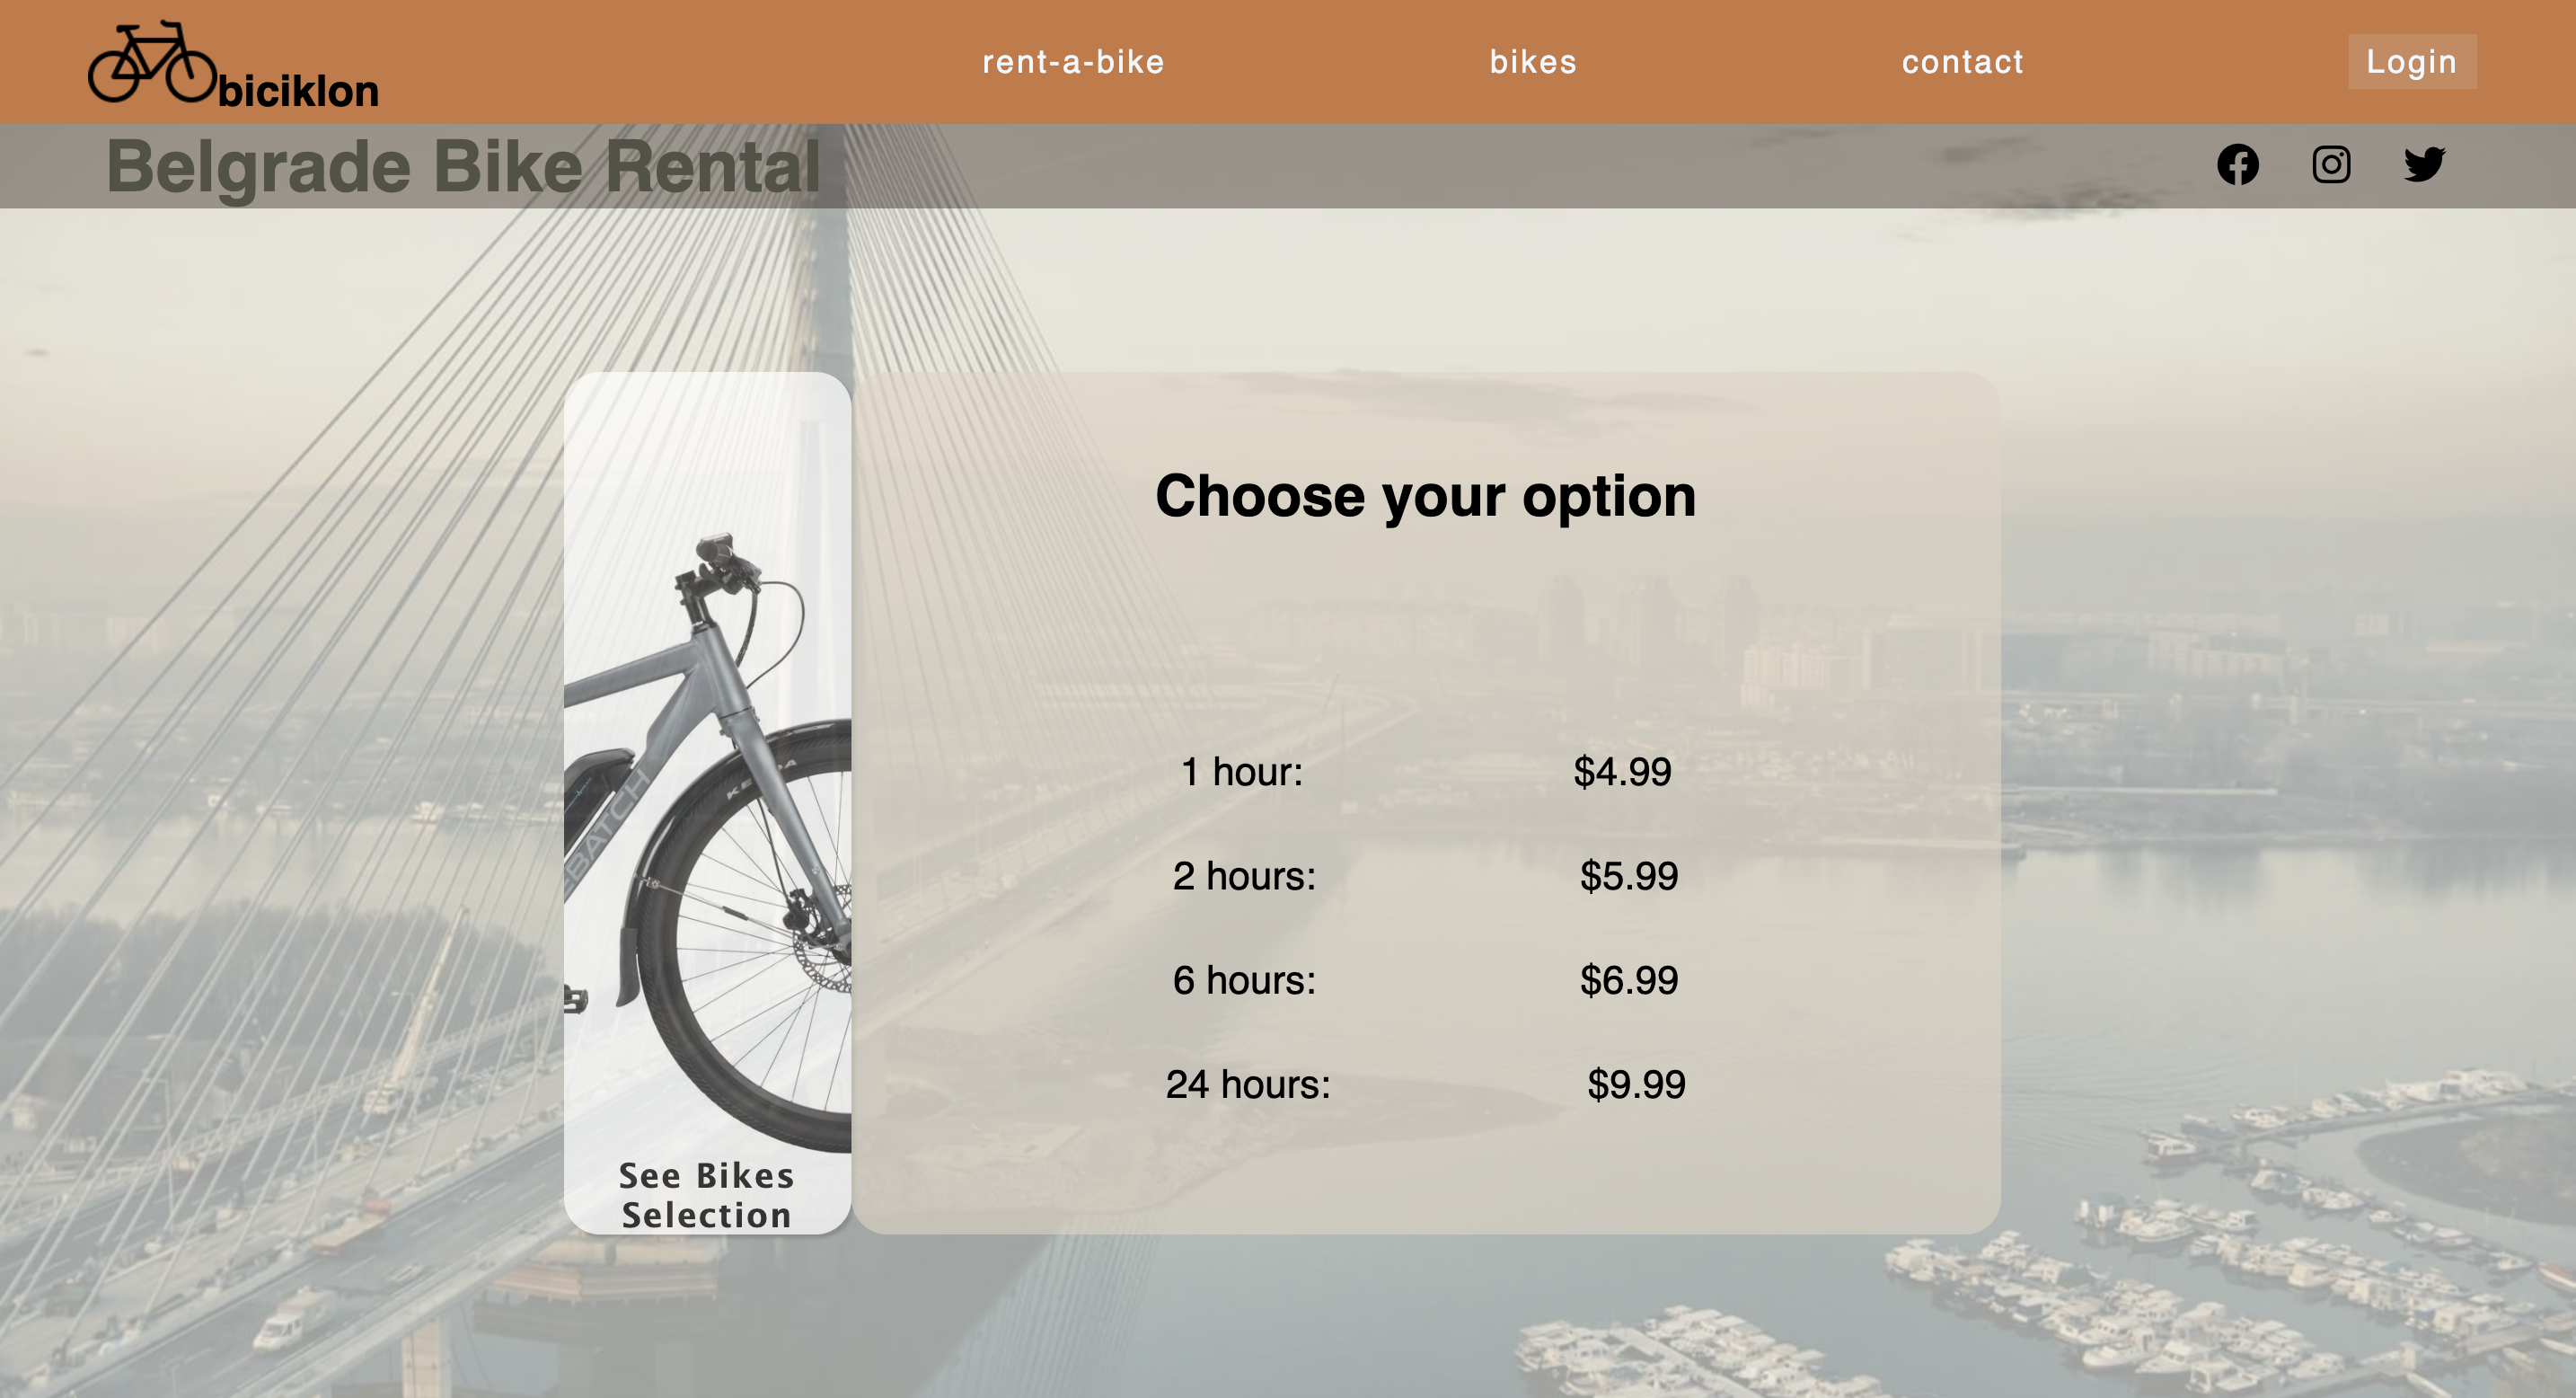 biciklon
rent-a-bike
bikes
contact
Login
Belgrade Bike Rental
Choose your option
1 hour: $4.99
2 hours: $5.99
6 hours: $6.99
24 hours: $9.99
BATCH
See Bikes
Selection